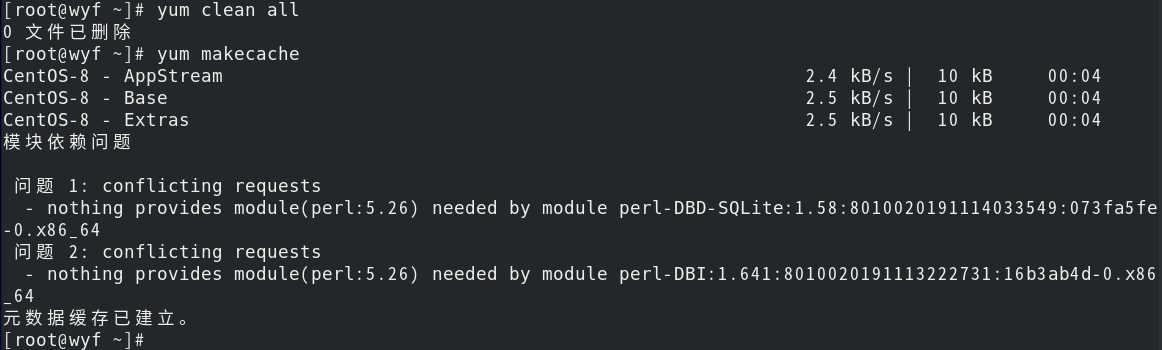 [root@wyf ~]# yum clean all
0 文件已删除
[root@wyf ~]# yum makecache
CentOS-8 - AppStream 2.4 kB/s | 10 kB 00:04
CentOS-8 - Base 2.5 kB/s | 10 kB 00:04
CentOS-8 - Extras 2.5 kB/s | 10 kB 00:04
模块依赖问题
问题 1: conflicting requests
- nothing provides module(perl:5.26) needed by module perl-DBD-SQLite:1.58:8010020191114033549:073fa5fe
-0.x86_64
问题 2: conflicting requests
- nothing provides module(perl:5.26) needed by module perl-DBI:1.641:8010020191113222731:16b3ab4d-0.x86
_64
元数据缓存已建立。
[root@wyf ~]#